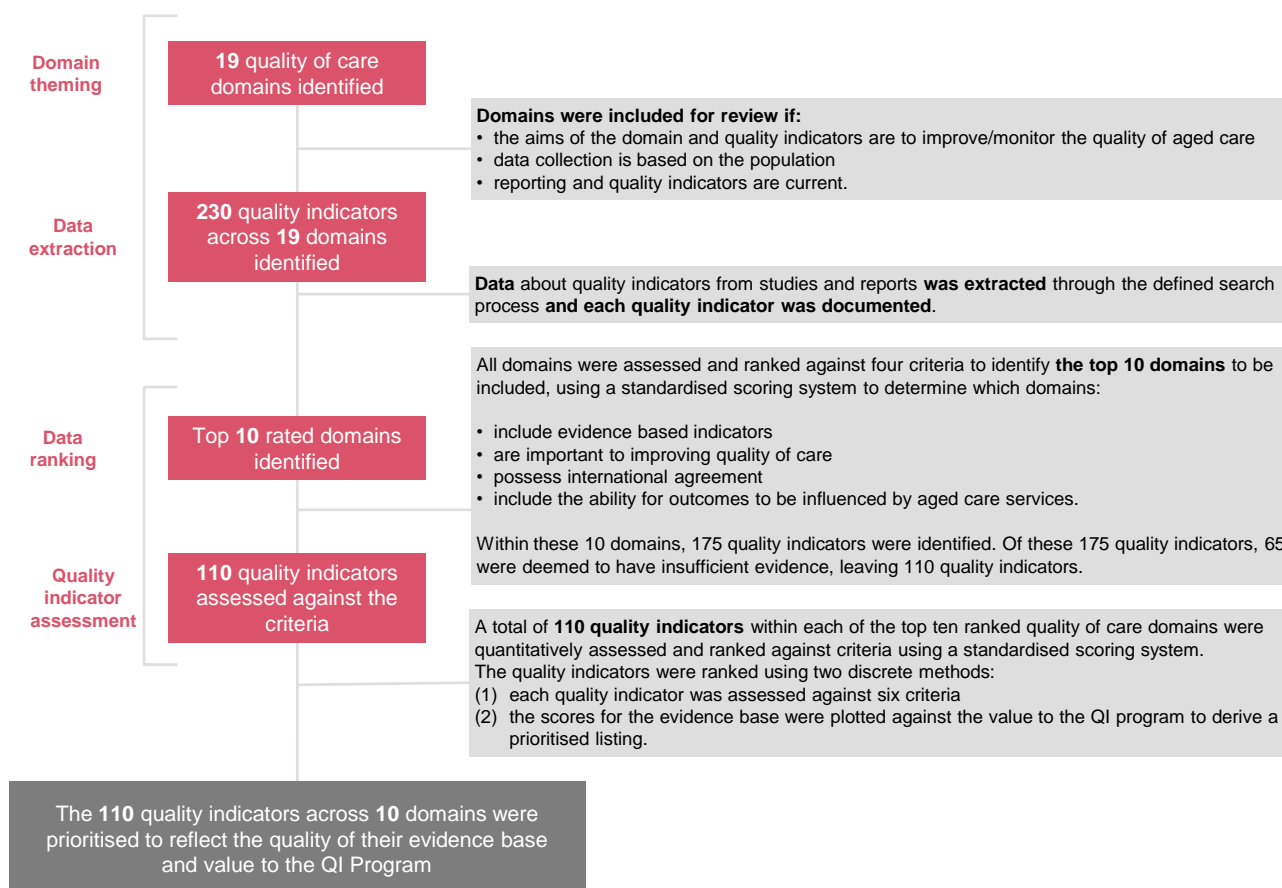 Domain
theming
19 quality of care
domains identified
Domains were included for review if:
• the aims of the domain and quality indicators are to improve/monitor the quality of aged care
• data collection is based on the population
• reporting and quality indicators are current.
Data
extraction
230 quality indicators
across 19 domains
identified
Data about quality indicators from studies and reports was extracted through the defined search
process and each quality indicator was documented.
All domains were assessed and ranked against four criteria to identify the top 10 domains to be
included, using a standardised scoring system to determine which domains:
• include evidence based indicators
• are important to improving quality of care
• possess international agreement
• include the ability for outcomes to be influenced by aged care services.
Within these 10 domains, 175 quality indicators were identified. Of these 175 quality indicators, 65
were deemed to have insufficient evidence, leaving 110 quality indicators.
Data
ranking
Top 10 rated domains
identified
Quality
indicator
assessment
110 quality indicators
assessed against the
criteria
A total of 110 quality indicators within each of the top ten ranked quality of care domains were
quantitatively assessed and ranked against criteria using a standardised scoring system.
The quality indicators were ranked using two discrete methods:
(1) each quality indicator was assessed against six criteria
(2) the scores for the evidence base were plotted against the value to the QI program to derive a
prioritised listing.
The 110 quality indicators across 10 domains were
prioritised to reflect the quality of their evidence base
and value to the QI Program